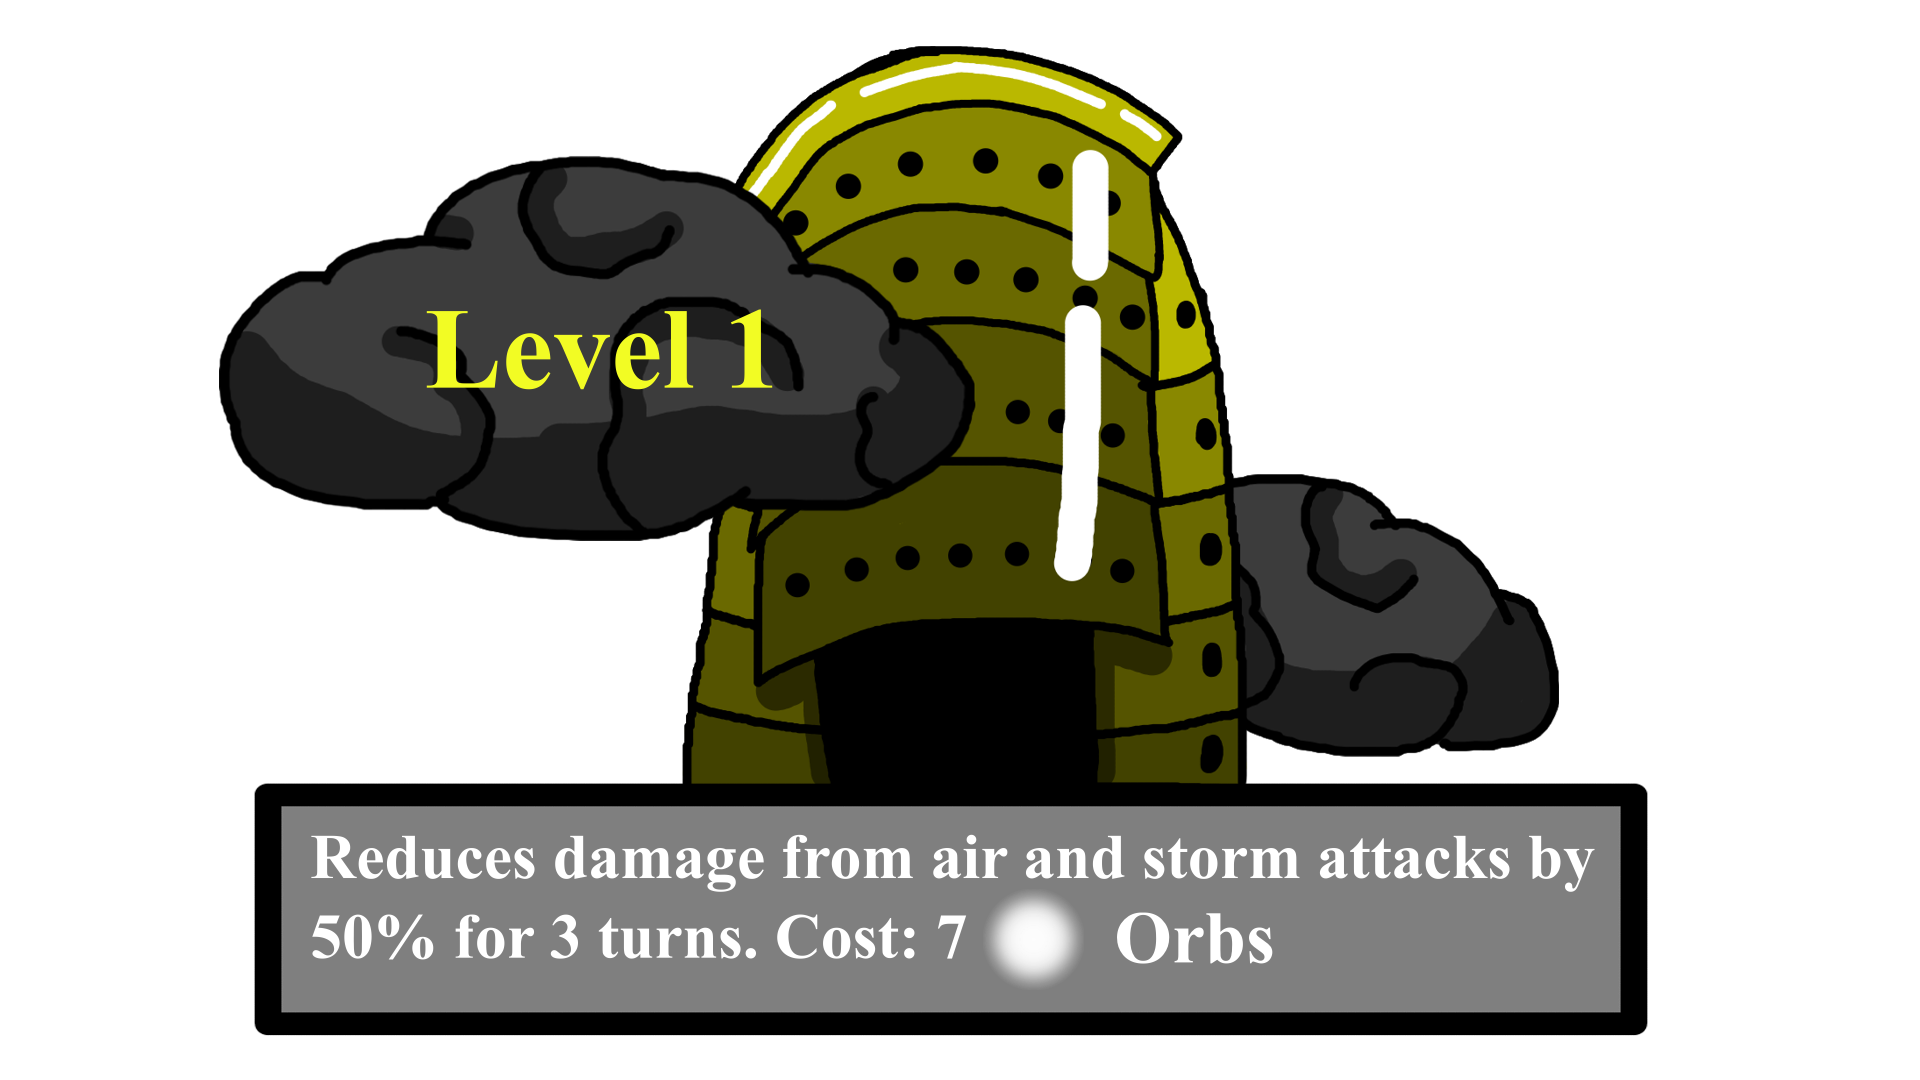 Level 1
Reduces damage from air and storm attacks by
50% for 3 turns. Cost: 7 Orbs